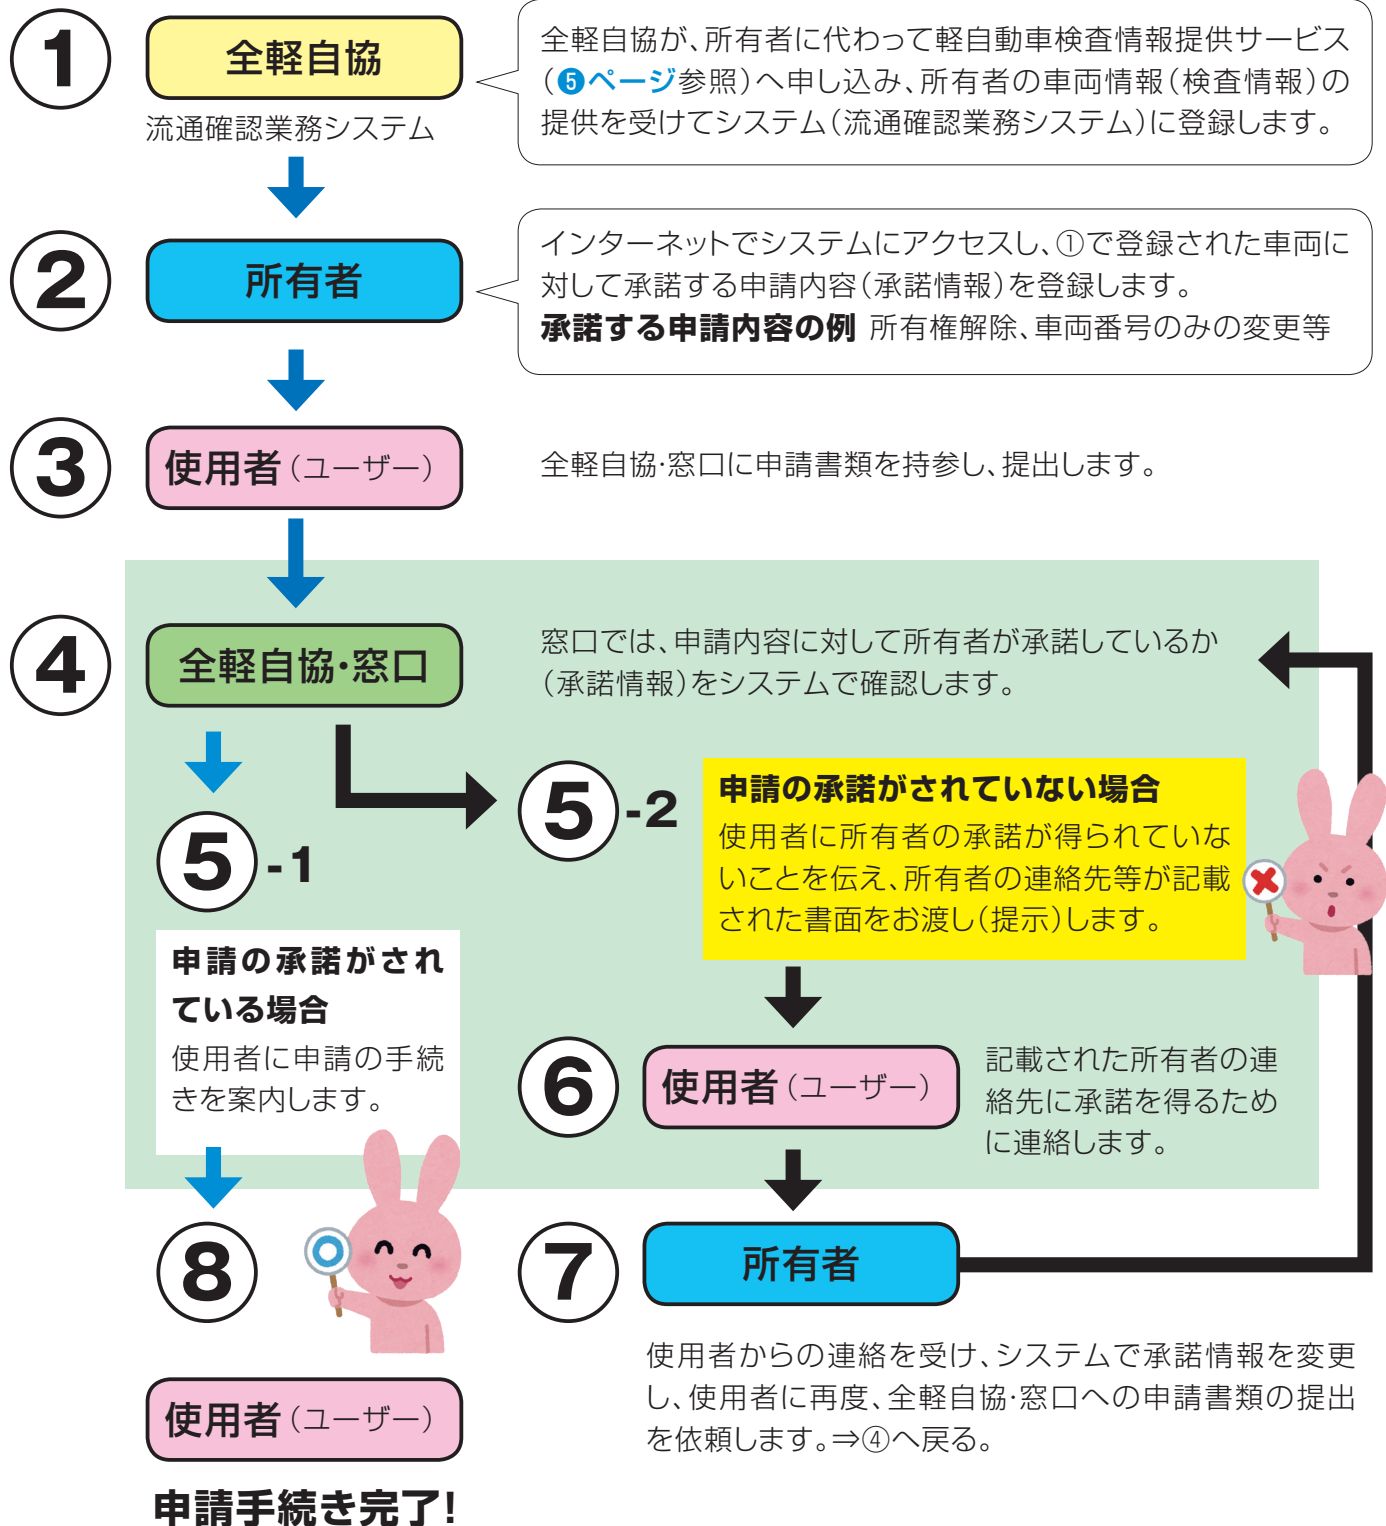 ①
全軽自協
流通確認業務システム
全軽自協が、所有者に代わって軽自動車検査情報提供サービス
（❺ページ参照）へ申し込み、所有者の車両情報（検査情報）の
提供を受けてシステム（流通確認業務システム）に登録します。
②
所有者
インターネットでシステムにアクセスし、①で登録された車両に
対して承諾する申請内容（承諾情報）を登録します。
承諾する申請内容の例 所有権解除、車両番号のみの変更等
③
使用者（ユーザー）
全軽自協・窓口に申請書類を持参し、提出します。
④
全軽自協・窓口
窓口では、申請内容に対して所有者が承諾しているか
（承諾情報）をシステムで確認します。
⑤-1
申請の承諾がされ
ている場合
使用者に申請の手続
きを案内します。
⑤-2
申請の承諾がされていない場合
使用者に所有者の承諾が得られていな
いことを伝え、所有者の連絡先等が記載
された書面をお渡し（提示）します。
⑥
使用者（ユーザー）
記載された所有者の連
絡先に承諾を得るため
に連絡します。
⑦
所有者
使用者からの連絡を受け、システムで承諾情報を変更
し、使用者に再度、全軽自協・窓口への申請書類の提出
を依頼します。⇒④へ戻る。
⑧
使用者（ユーザー）
申請手続き完了!